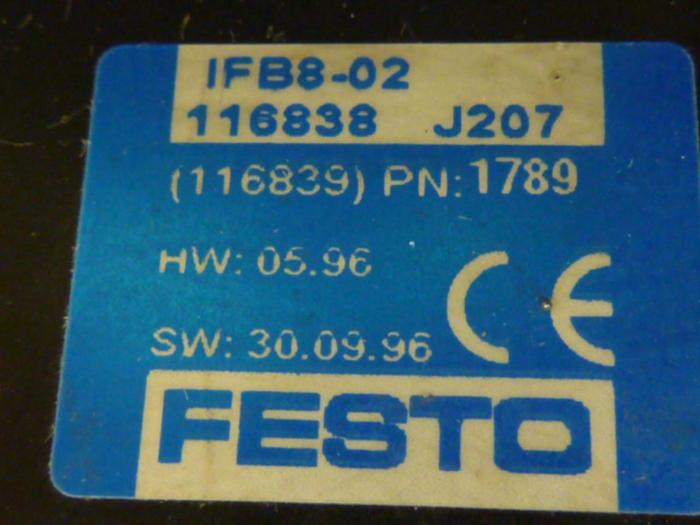 IFB8-02
116838 J207
(116839) PN:1789
HW: 05.96
SW: 30.09.96
CE
FESTO